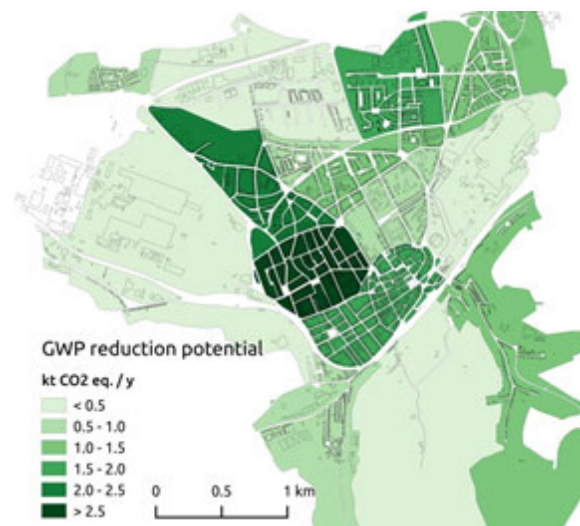 GWP reduction potential
kt CO2 eq. / y
< 0.5
0.5 - 1.0
1.0 - 1.5
1.5 - 2.0
2.0 - 2.5
> 2.5
0 0.5 1 km